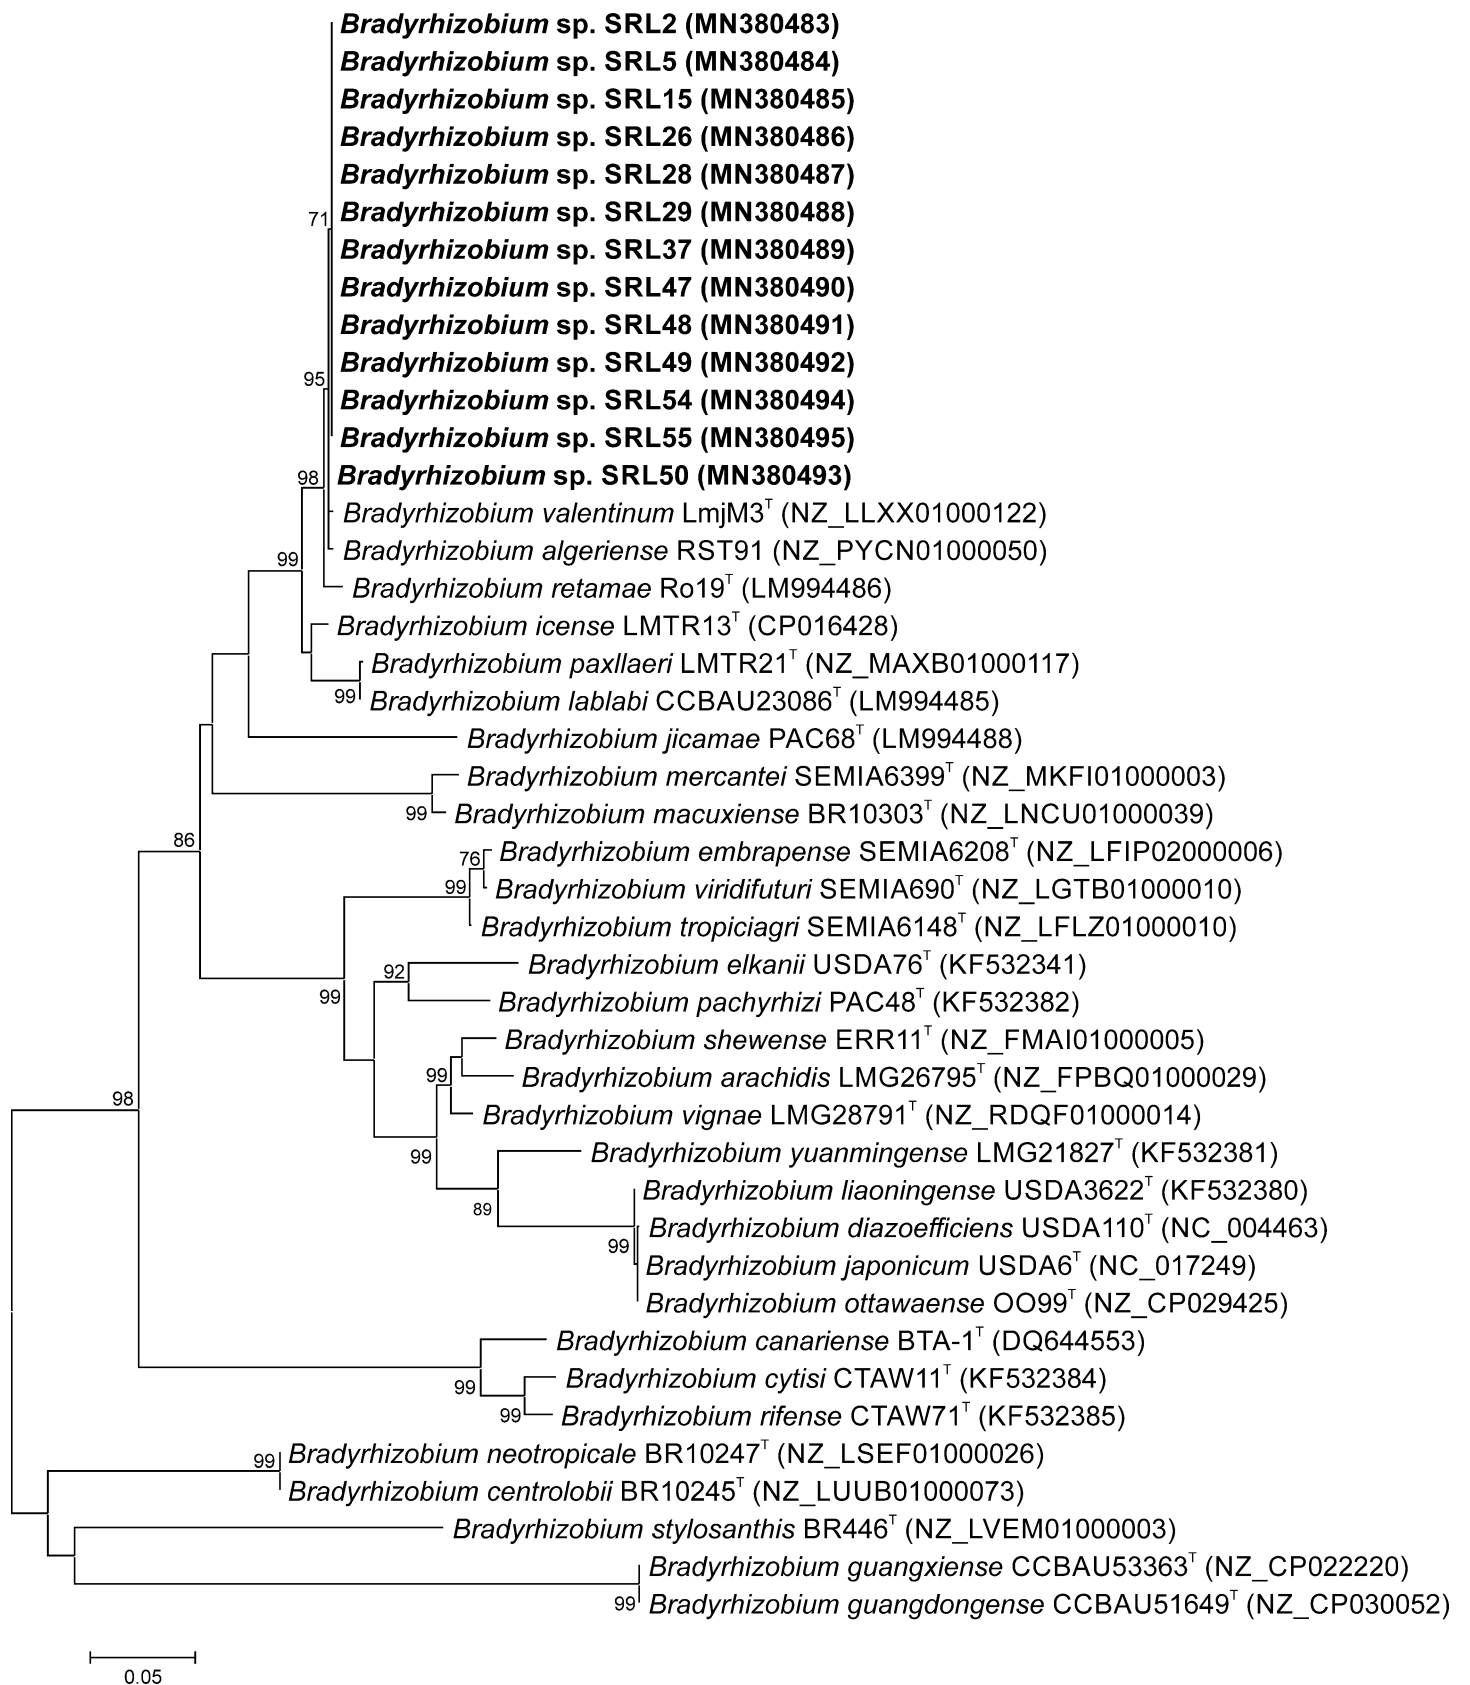 Bradyrhizobium sp. SRL2 (MN380483)
Bradyrhizobium sp. SRL5 (MN380484)
Bradyrhizobium sp. SRL15 (MN380485)
Bradyrhizobium sp. SRL26 (MN380486)
Bradyrhizobium sp. SRL28 (MN380487)
71 Bradyrhizobium sp. SRL29 (MN380488)
Bradyrhizobium sp. SRL37 (MN380489)
Bradyrhizobium sp. SRL47 (MN380490)
Bradyrhizobium sp. SRL48 (MN380491)
Bradyrhizobium sp. SRL49 (MN380492)
95
Bradyrhizobium sp. SRL54 (MN380494)
Bradyrhizobium sp. SRL55 (MN380495)
98 Bradyrhizobium sp. SRL50 (MN380493)
Bradyrhizobium valentinum LmjM3ᵀ (NZ_LLXX01000122)
99 Bradyrhizobium algeriense RST91 (NZ_PYCN01000050)
Bradyrhizobium retamae Ro19ᵀ (LM994486)
Bradyrhizobium icense LMTR13ᵀ (CP016428)
Bradyrhizobium paxllaeri LMTR21ᵀ (NZ_MAXB01000117)
99 Bradyrhizobium lablabi CCBAU23086ᵀ (LM994485)
Bradyrhizobium jicamae PAC68ᵀ (LM994488)
Bradyrhizobium mercantei SEMIA6399ᵀ (NZ_MKFI01000003)
99 Bradyrhizobium macuxiense BR10303ᵀ (NZ_LNCU01000039)
86
76 Bradyrhizobium embrapense SEMIA6208ᵀ (NZ_LFIP02000006)
99 Bradyrhizobium viridifuturi SEMIA690ᵀ (NZ_LGTB01000010)
Bradyrhizobium tropiciagri SEMIA6148ᵀ (NZ_LFLZ01000010)
92 Bradyrhizobium elkanii USDA76ᵀ (KF532341)
99 Bradyrhizobium pachyrhizi PAC48ᵀ (KF532382)
Bradyrhizobium shewense ERR11ᵀ (NZ_FMAI01000005)
99 Bradyrhizobium arachidis LMG26795ᵀ (NZ_FPBQ01000029)
98 Bradyrhizobium vignae LMG28791ᵀ (NZ_RDQF01000014)
99 Bradyrhizobium yuanmingense LMG21827ᵀ (KF532381)
Bradyrhizobium liaoningense USDA3622ᵀ (KF532380)
89
Bradyrhizobium diazoefficiens USDA110ᵀ (NC_004463)
99
Bradyrhizobium japonicum USDA6ᵀ (NC_017249)
Bradyrhizobium ottawaense OO99ᵀ (NZ_CP029425)
Bradyrhizobium canariense BTA-1ᵀ (DQ644553)
99 Bradyrhizobium cytisi CTAW11ᵀ (KF532384)
99 Bradyrhizobium rifense CTAW71ᵀ (KF532385)
99 Bradyrhizobium neotropicale BR10247ᵀ (NZ_LSEF01000026)
Bradyrhizobium centrolobii BR10245ᵀ (NZ_LUUB01000073)
Bradyrhizobium stylosanthis BR446ᵀ (NZ_LVEM01000003)
Bradyrhizobium guangxiense CCBAU53363ᵀ (NZ_CP022220)
99 Bradyrhizobium guangdongense CCBAU51649ᵀ (NZ_CP030052)
0.05